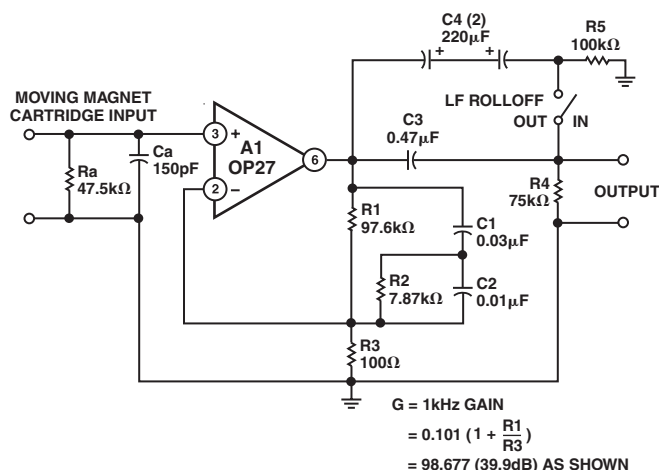 C4 (2)
220μF
+
+
R5
100kΩ
MOVING MAGNET
CARTRIDGE INPUT
LF ROLLOFF
OUT
IN
C3
0.47μF
3
+
A1
OP27
6
2
–
Ca
150pF
Ra
47.5kΩ
R4
75kΩ
OUTPUT
R1
97.6kΩ
C1
0.03μF
R2
7.87kΩ
C2
0.01μF
R3
100Ω
G = 1kHz GAIN
= 0.101 (1 + R1/R3)
= 98.677 (39.9dB) AS SHOWN